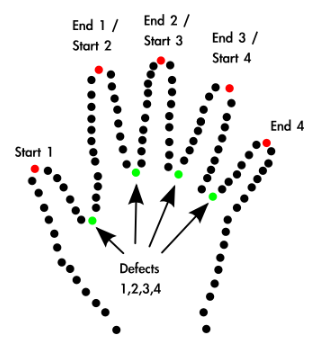 End 1 /
Start 2
End 2 /
Start 3
End 3 /
Start 4
Start 1
End 4
Defects
1,2,3,4